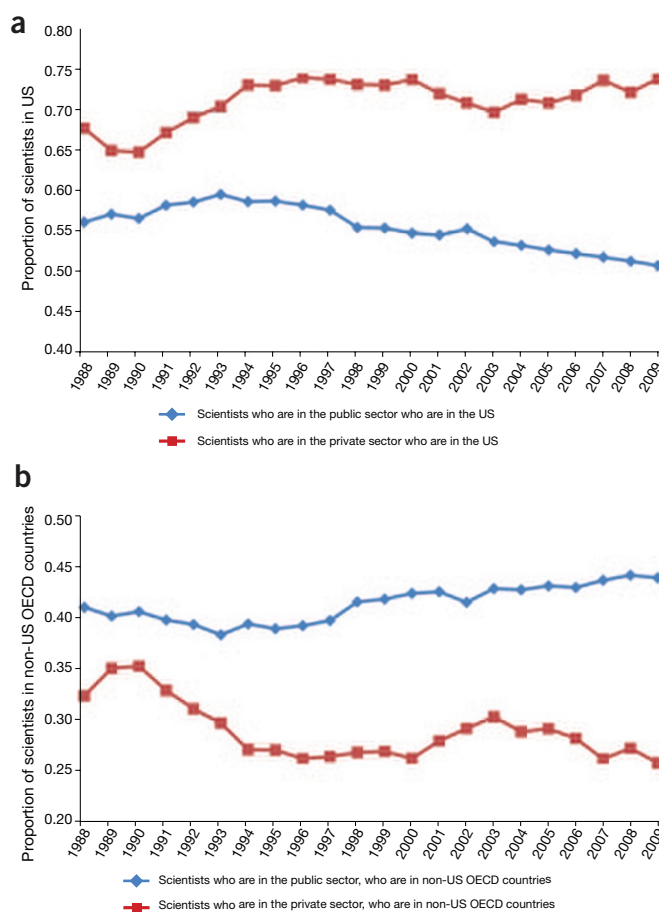 a
Proportion of scientists in US
0.80
0.75
0.70
0.65
0.60
0.55
0.50
0.45
0.40
1988 1989 1990 1991 1992 1993 1994 1995 1996 1997 1998 1999 2000 2001 2002 2003 2004 2005 2006 2007 2008 2009
Scientists who are in the public sector who are in the US
Scientists who are in the private sector who are in the US
b
Proportion of scientists in non-US OECD countries
0.50
0.45
0.40
0.35
0.30
0.25
0.20
1988 1989 1990 1991 1992 1993 1994 1995 1996 1997 1998 1999 2000 2001 2002 2003 2004 2005 2006 2007 2008 2009
Scientists who are in the public sector, who are in non-US OECD countries
Scientists who are in the private sector, who are in non-US OECD countries